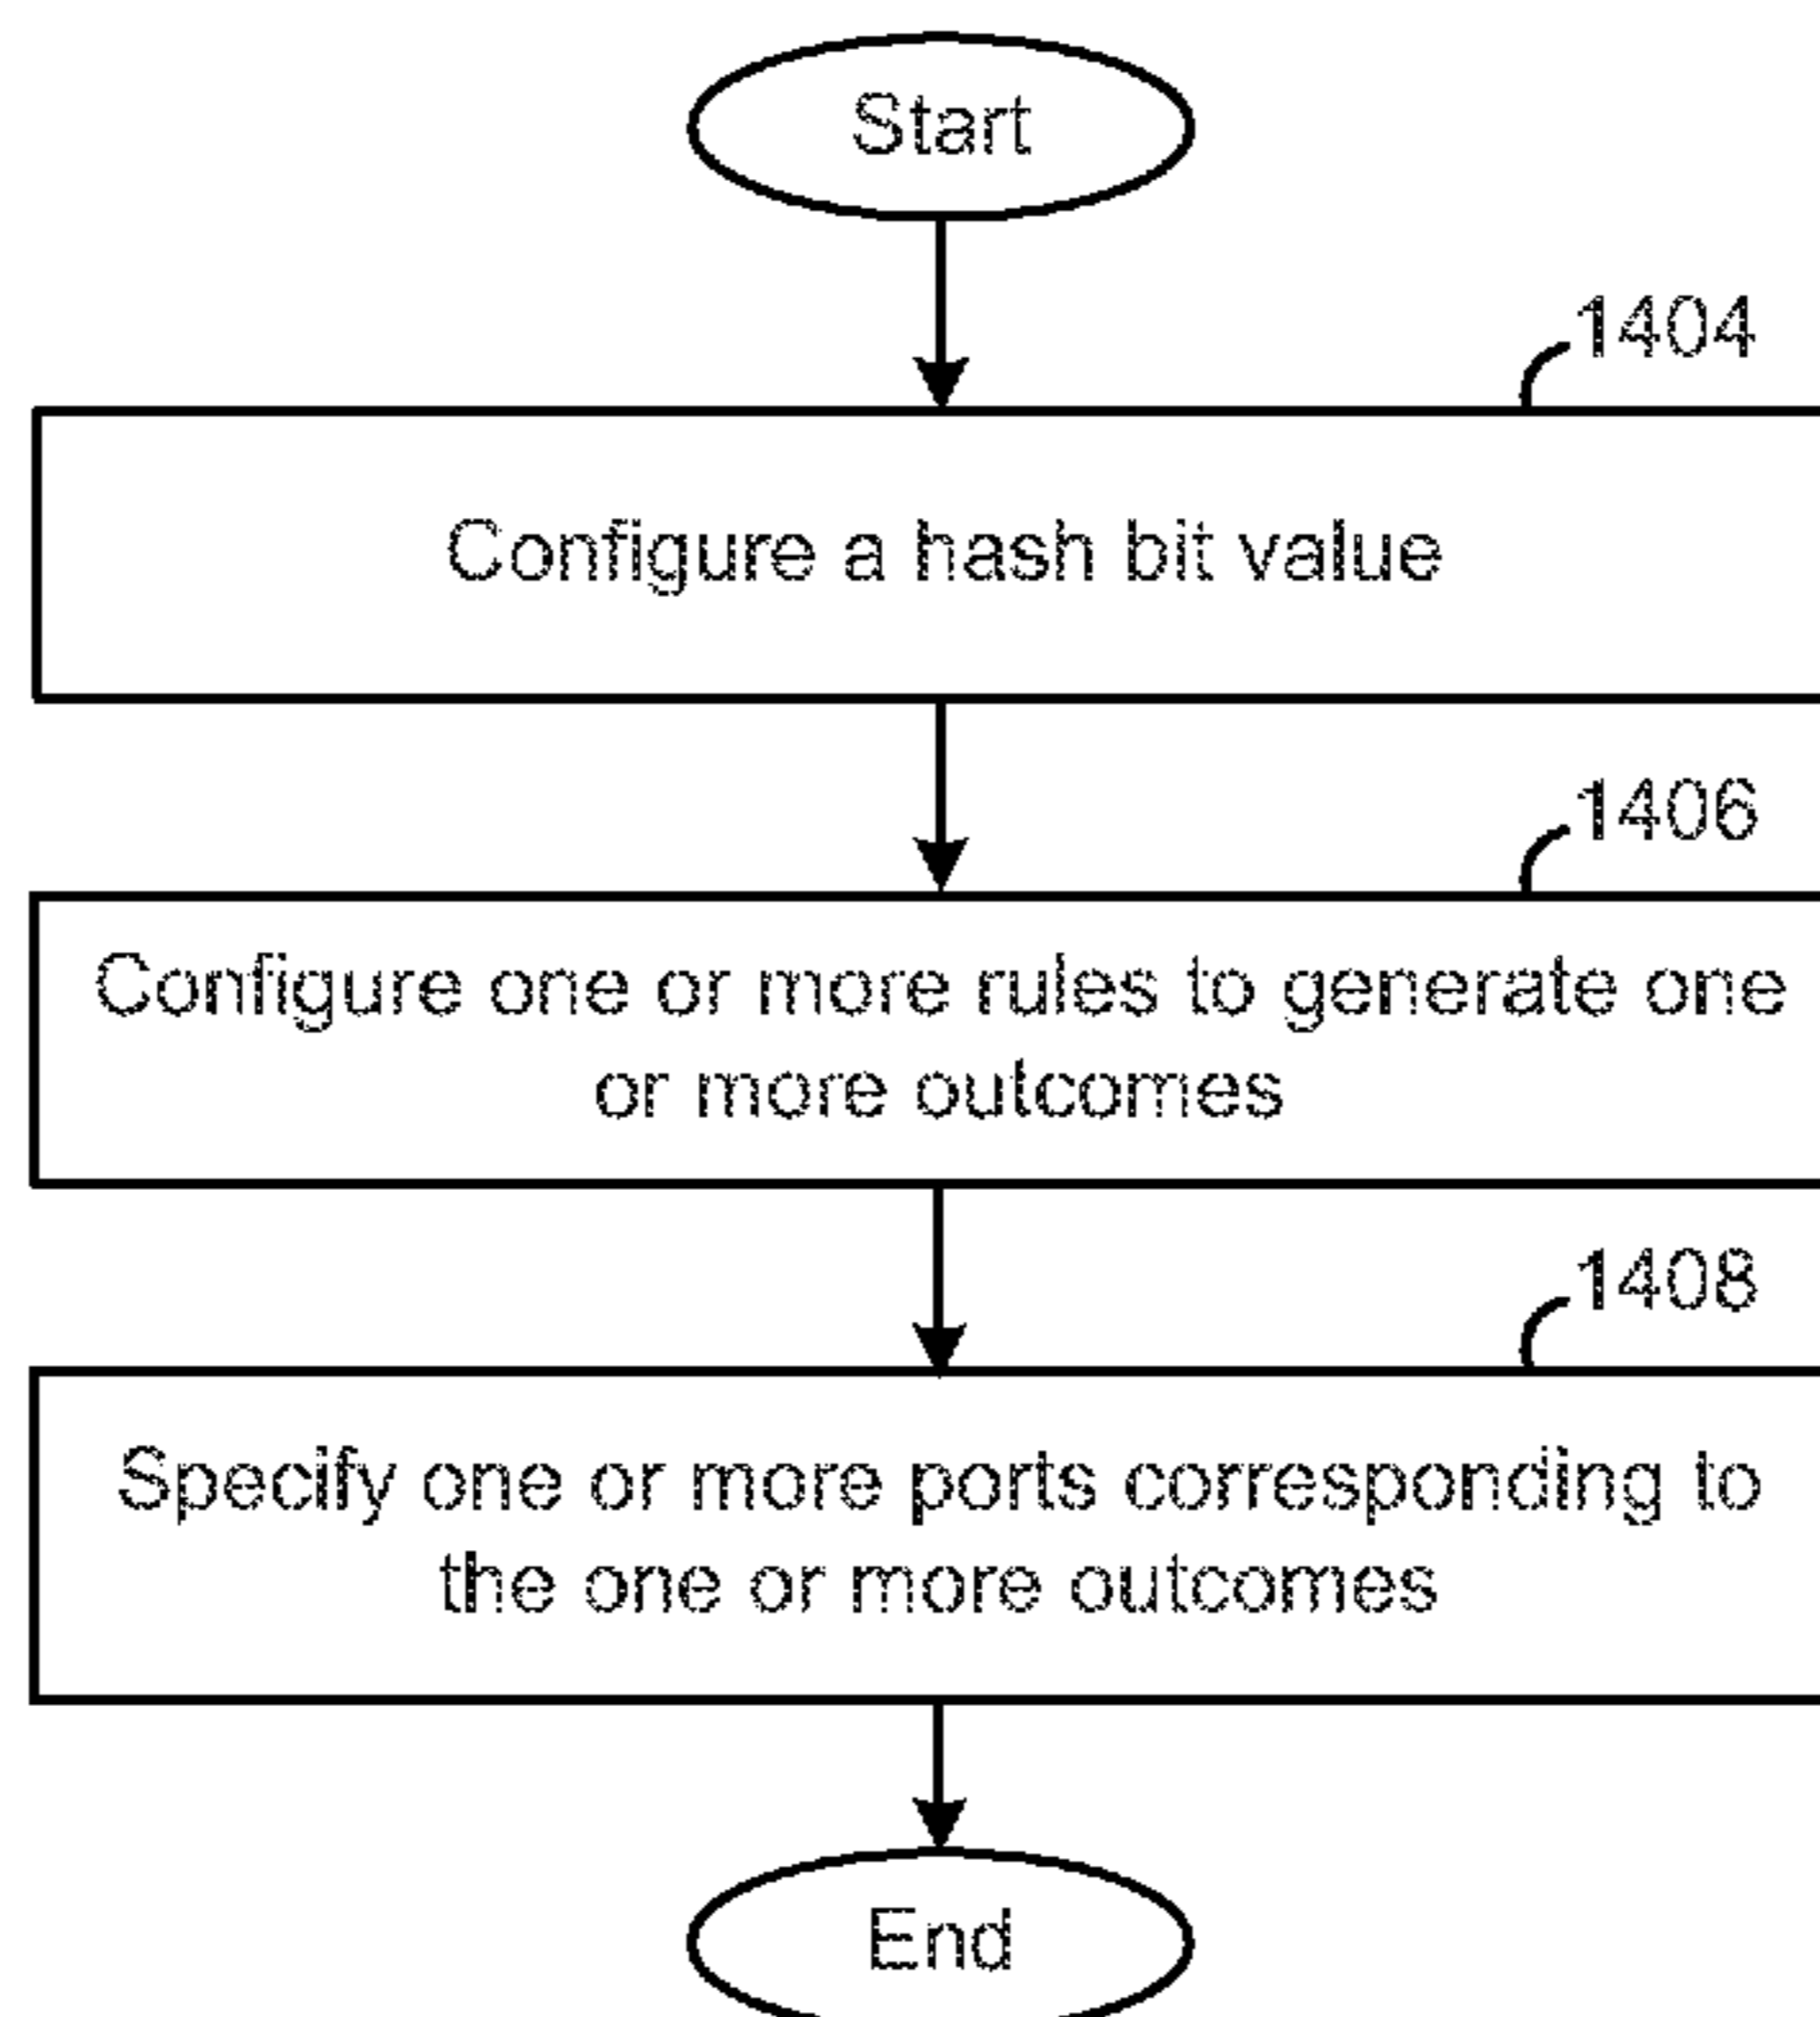 Start
1404
Configure a hash bit value
1406
Configure one or more rules to generate one
or more outcomes
1408
Specify one or more ports corresponding to
the one or more outcomes
End